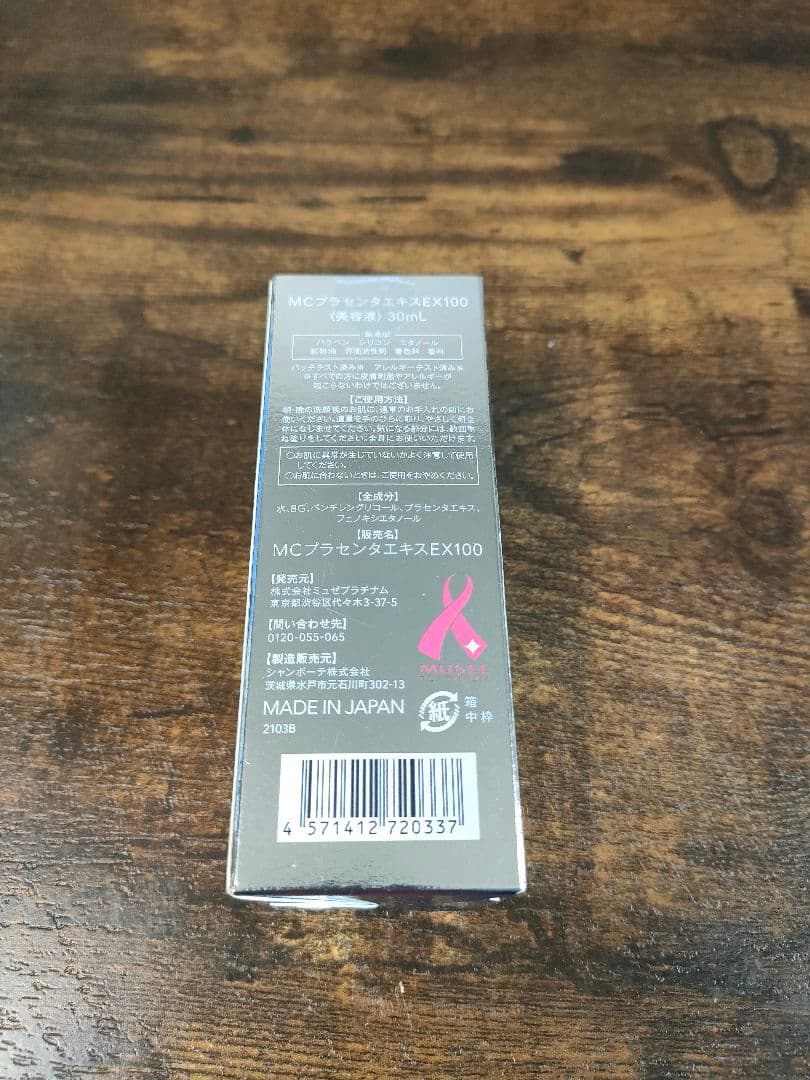 MCプラセンタエキスEX100
〈美容液〉 30mL
無添加
パラベン シリコン エタノール
鉱物油 界面活性剤 着色料 香料
パッチテスト済み※ アレルギーテスト済み※
※すべての方に皮膚刺激やアレルギーが
起こらないわけではございません。
【ご使用方法】
朝・晩の洗顔後のお肌に、通常のお手入れの前にお
使いください。適量を手のひらに取り、やさしく顔全
体になじませてください。気になる部分には、数回重
ね塗りをしてください。全身にお使いいただけます。
○お肌に異常が生じていないかよく注意して使用
してください。
○お肌に合わないときは、ご使用をおやめください。
【全成分】
水、BG、ペンチレングリコール、プラセンタエキス、
フェノキシエタノール
【販売名】
MCプラセンタエキスEX100
【発売元】
株式会社ミュゼプラチナム
東京都渋谷区代々木3-37-5
【問い合わせ先】
0120-055-065
【製造販売元】
シャンボーテ株式会社
茨城県水戸市元石川町302-13
MADE IN JAPAN
2103B
MUSEE
紙 箱
中枠
4 571412 720337